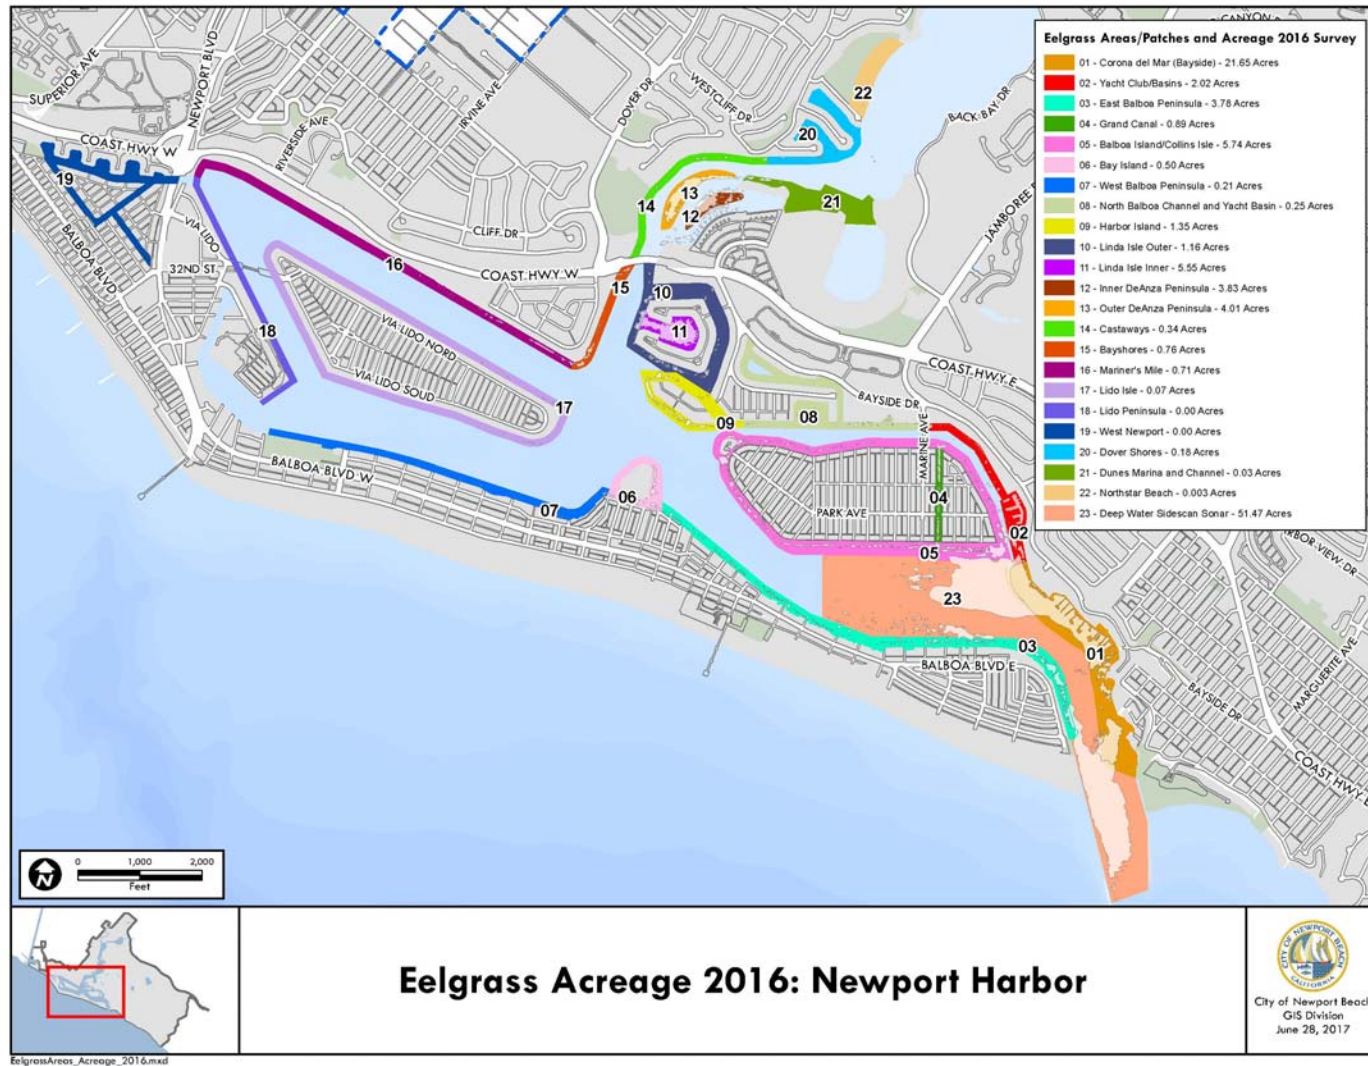 Eelgrass Areas/Patches and Acreage 2016 Survey
01 - Corona del Mar (Bayside) - 21.65 Acres
02 - Yacht Club/Basins - 2.02 Acres
03 - East Balboa Peninsula - 3.78 Acres
04 - Grand Canal - 0.89 Acres
05 - Balboa Island/Collins Isle - 5.74 Acres
06 - Bay Island - 0.50 Acres
07 - West Balboa Peninsula - 0.21 Acres
08 - North Balboa Channel and Yacht Basin - 0.25 Acres
09 - Harbor Island - 1.35 Acres
10 - Linda Isle Outer - 1.16 Acres
11 - Linda Isle Inner - 5.55 Acres
12 - Inner DeAnza Peninsula - 3.83 Acres
13 - Outer DeAnza Peninsula - 4.01 Acres
14 - Castaways - 0.34 Acres
15 - Bayshores - 0.76 Acres
16 - Mariner's Mile - 0.71 Acres
17 - Lido Isle - 0.07 Acres
18 - Lido Peninsula - 0.00 Acres
19 - West Newport - 0.00 Acres
20 - Dover Shores - 0.18 Acres
21 - Dunes Marina and Channel - 0.03 Acres
22 - Northstar Beach - 0.003 Acres
23 - Deep Water Sidescan Sonar - 51.47 Acres
SUPERIOR AVE
NEWPORT BLVD
COAST HWY W
RIVERSIDE AVE
IRVINE AVE
DOVER DR
WESTCLIFF DR
22
20
BACK BAY DR
19
13
12
14
21
VIA LIDO
CLIFF DR
BALBOA BLVD
32ND ST
16
COAST HWY W
15
10
11
18
VIA LIDO NORD
VIA LIDO SOUD
17
COAST HWY E
BAYSIDE DR
09
08
MARINE AVE
BALBOA BLVD W
07
06
04
PARK AVE
02
05
23
03
01
BALBOA BLVD E
BAYSIDE DR
MARGUERITE AVE
COAST HWY E
N
0 1,000 2,000
Feet
Eelgrass Acreage 2016: Newport Harbor
CITY OF NEWPORT BEACH
CALIFORNIA
City of Newport Beach
GIS Division
June 28, 2017
EelgrassAreas_Acreage_2016.mxd